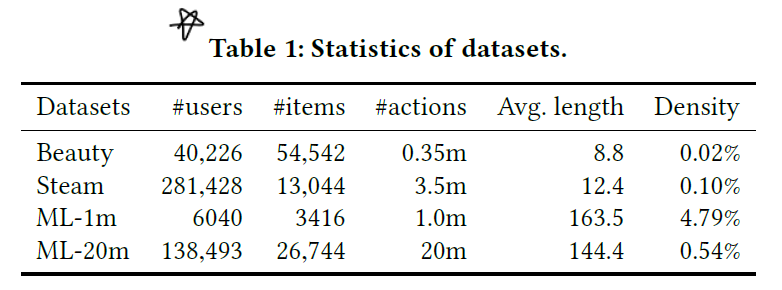 Table 1: Statistics of datasets.
Datasets #users #items #actions Avg. length Density
Beauty 40,226 54,542 0.35m 8.8 0.02%
Steam 281,428 13,044 3.5m 12.4 0.10%
ML-1m 6040 3416 1.0m 163.5 4.79%
ML-20m 138,493 26,744 20m 144.4 0.54%